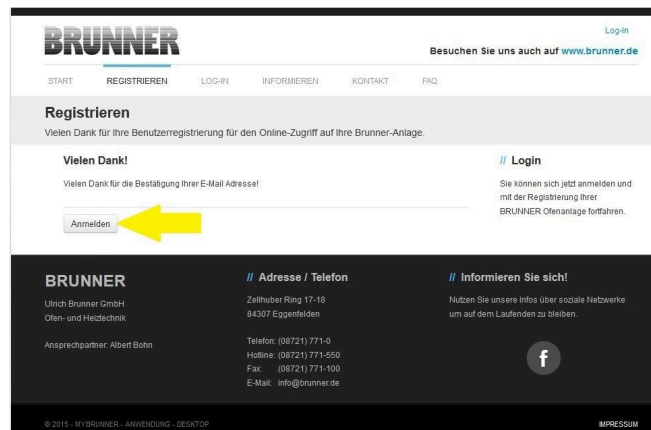 BRUNNER
Log-In
Besuchen Sie uns auch auf www.brunner.de
START REGISTRIEREN LOG-IN INFORMIEREN KONTAKT FAQ
Registrieren
Vielen Dank für Ihre Benutzerregistrierung für den Online-Zugriff auf Ihre Brunner-Anlage.
Vielen Dank!
Vielen Dank für die Bestätigung Ihrer E-Mail Adresse!
Anmelden
// Login
Sie können sich jetzt anmelden und
mit der Registrierung Ihrer
BRUNNER Ofenanlage fortfahren.
BRUNNER
Ulrich Brunner GmbH
Ofen- und Heiztechnik
Ansprechpartner: Albert Bohn
// Adresse / Telefon
Zellhuber Ring 17-18
84307 Eggenfelden
Telefon: (08721) 771-0
Hotline: (08721) 771-550
Fax: (08721) 771-100
E-Mail: info@brunner.de
// Informieren Sie sich!
Nutzen Sie unsere Infos über soziale Netzwerke
um auf dem Laufenden zu bleiben.
f
© 2015 - MYBRUNNER - ANWENDUNG - DESKTOP
IMPRESSUM